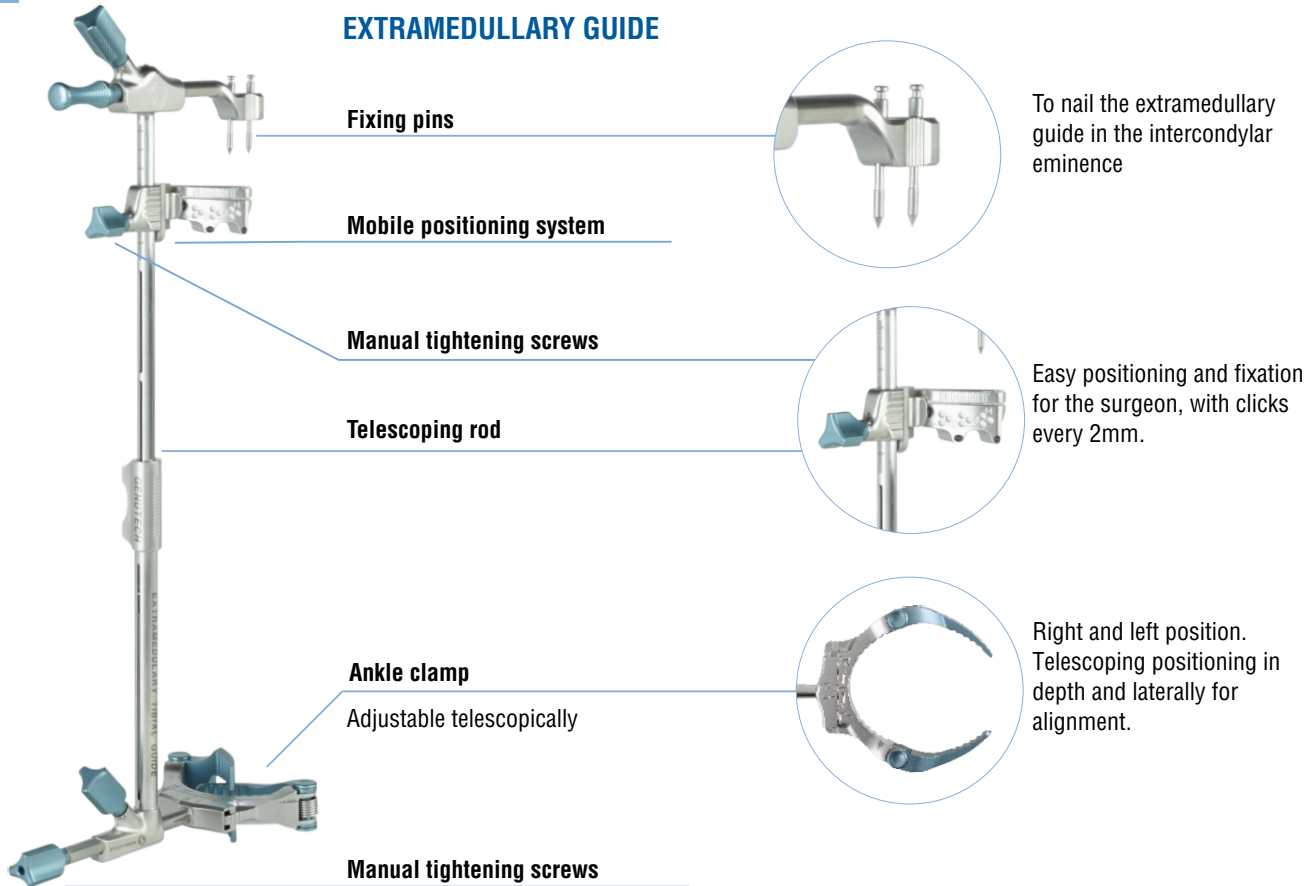 EXTRAMEDULLARY GUIDE
Fixing pins
To nail the extramedullary
guide in the intercondylar
eminence
Mobile positioning system
Manual tightening screws
Easy positioning and fixation
for the surgeon, with clicks
every 2mm.
Telescoping rod
GENUTECH
EXTRAMEDULLARY TIBIAL GUIDE
Ankle clamp
Adjustable telescopically
Right and left position.
Telescoping positioning in
depth and laterally for
alignment.
Manual tightening screws